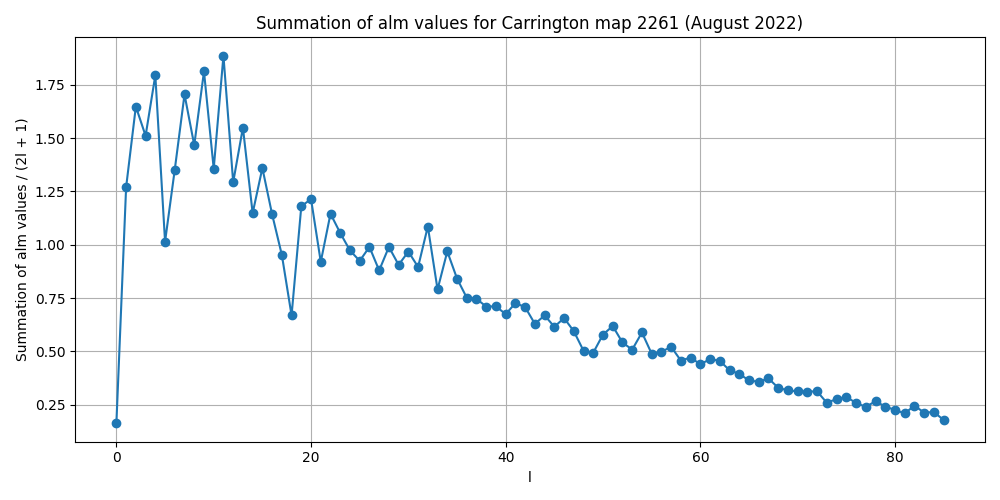 Summation of alm values for Carrington map 2261 (August 2022)
Summation of alm values / (2l + 1)
1.75
1.50
1.25
1.00
0.75
0.50
0.25
0 20 40 60 80
l